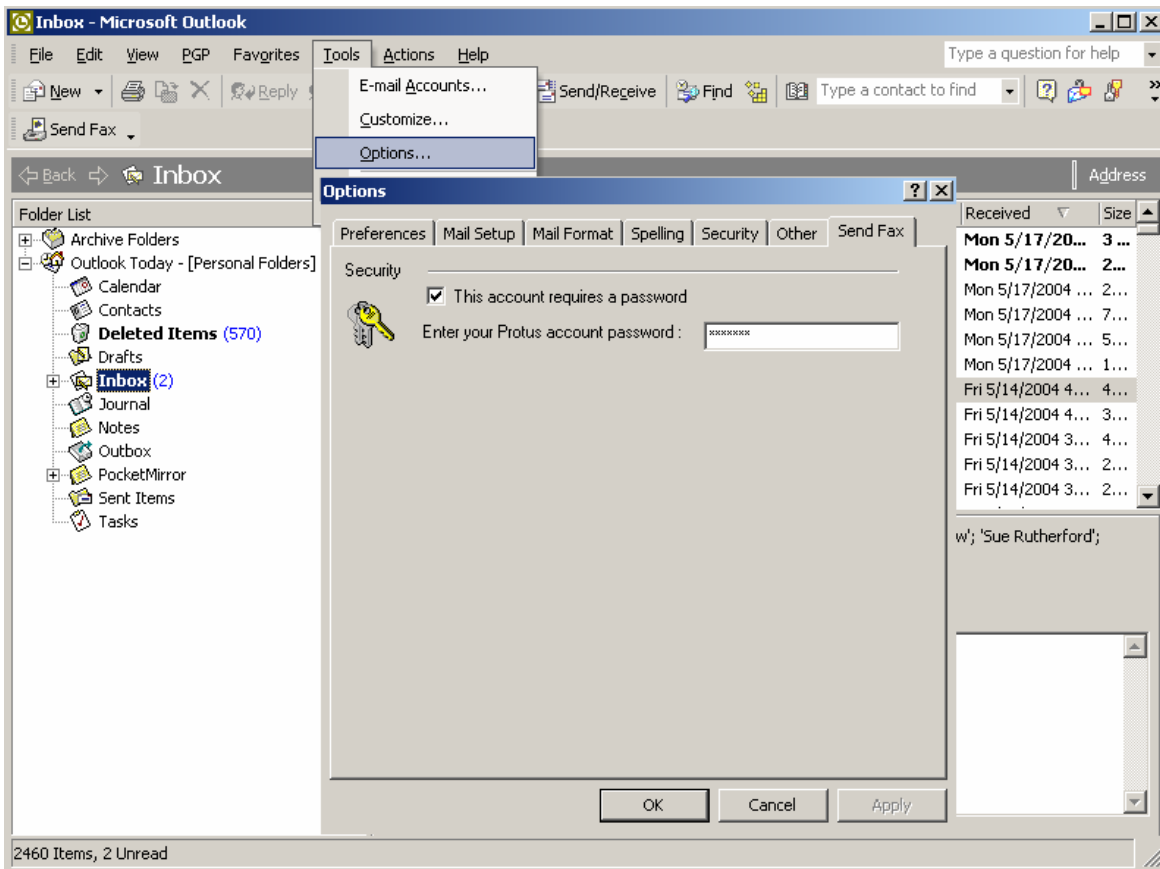 Inbox - Microsoft Outlook
File Edit View PGP Favorites Tools Actions Help Type a question for help
New Reply Send/Receive Find Type a contact to find
E-mail Accounts...
Customize...
Send Fax
Options...
Back Inbox Address
Options
Folder List Received Size
Preferences Mail Setup Mail Format Spelling Security Other Send Fax
Archive Folders Mon 5/17/20... 3 ...
Outlook Today - [Personal Folders] Mon 5/17/20... 2...
Security
Calendar Mon 5/17/2004 ... 2...
This account requires a password
Contacts Mon 5/17/2004 ... 7...
Deleted Items (570) Enter your Protus account password : xxxxxxx Mon 5/17/2004 ... 5...
Drafts Mon 5/17/2004 ... 1...
Inbox (2) Fri 5/14/2004 4... 4...
Journal Fri 5/14/2004 4... 3...
Notes Fri 5/14/2004 3... 4...
Outbox Fri 5/14/2004 3... 2...
PocketMirror Fri 5/14/2004 3... 2...
Sent Items
Tasks
w'; 'Sue Rutherford';
OK Cancel Apply
2460 Items, 2 Unread